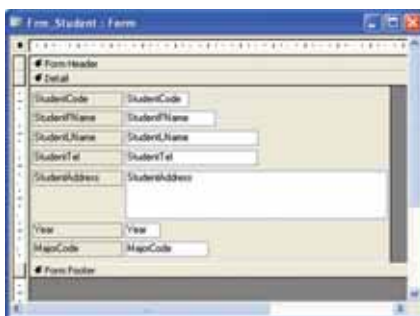 Frm_Student : Form
Form Header
Detail
StudentCode StudentCode
StudentFName StudentFName
StudentLName StudentLName
StudentTel StudentTel
StudentAddress StudentAddress
Year Year
MajorCode MajorCode
Form Footer